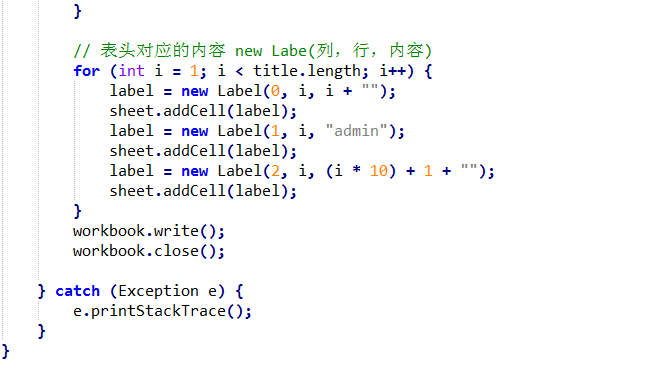 }
// 表头对应的内容 new Labe(列，行，内容)
for (int i = 1; i < title.length; i++) {
label = new Label(0, i, i + "");
sheet.addCell(label);
label = new Label(1, i, "admin");
sheet.addCell(label);
label = new Label(2, i, (i * 10) + 1 + "");
sheet.addCell(label);
}
workbook.write();
workbook.close();
} catch (Exception e) {
e.printStackTrace();
}
}